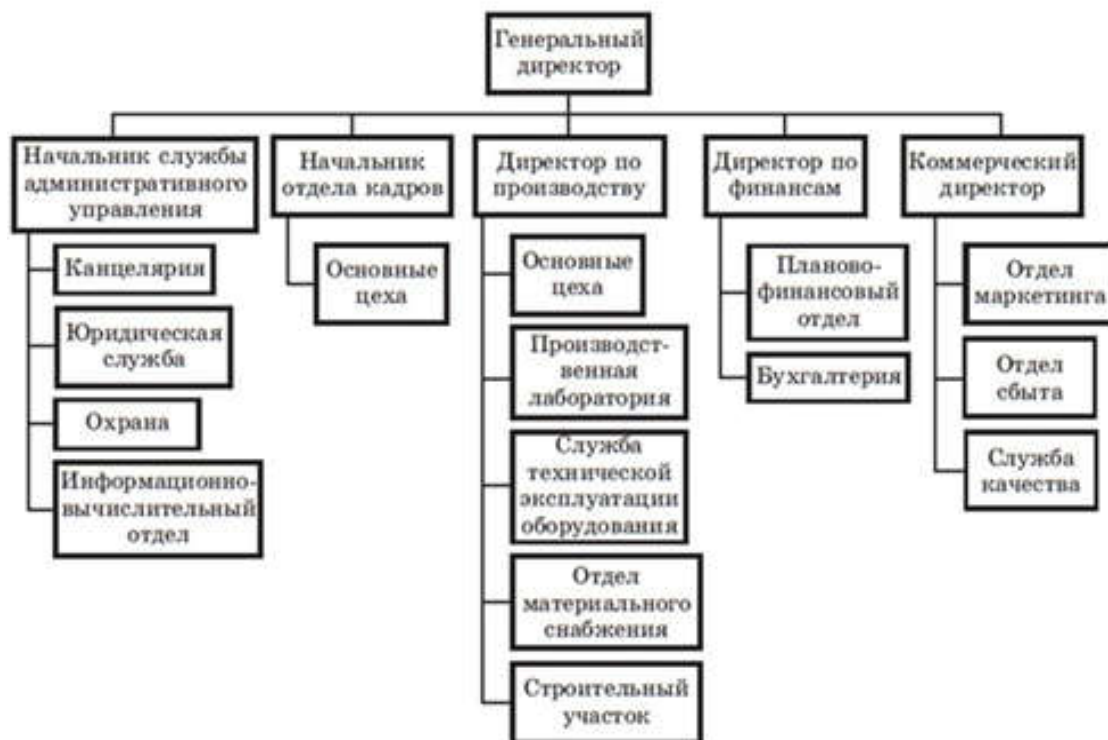 Генеральный
директор
Начальник службы
административного
управления
Начальник
отдела кадров
Директор по
производству
Директор по
финансам
Коммерческий
директор
Канцелярия
Юридическая
служба
Охрана
Информационно-
вычислительный
отдел
Основные
цеха
Основные
цеха
Производст-
венная
лаборатория
Служба
технической
эксплуатации
оборудования
Отдел
материального
снабжения
Строительный
участок
Планово-
финансовый
отдел
Бухгалтерия
Отдел
маркетинга
Отдел
сбыта
Служба
качества